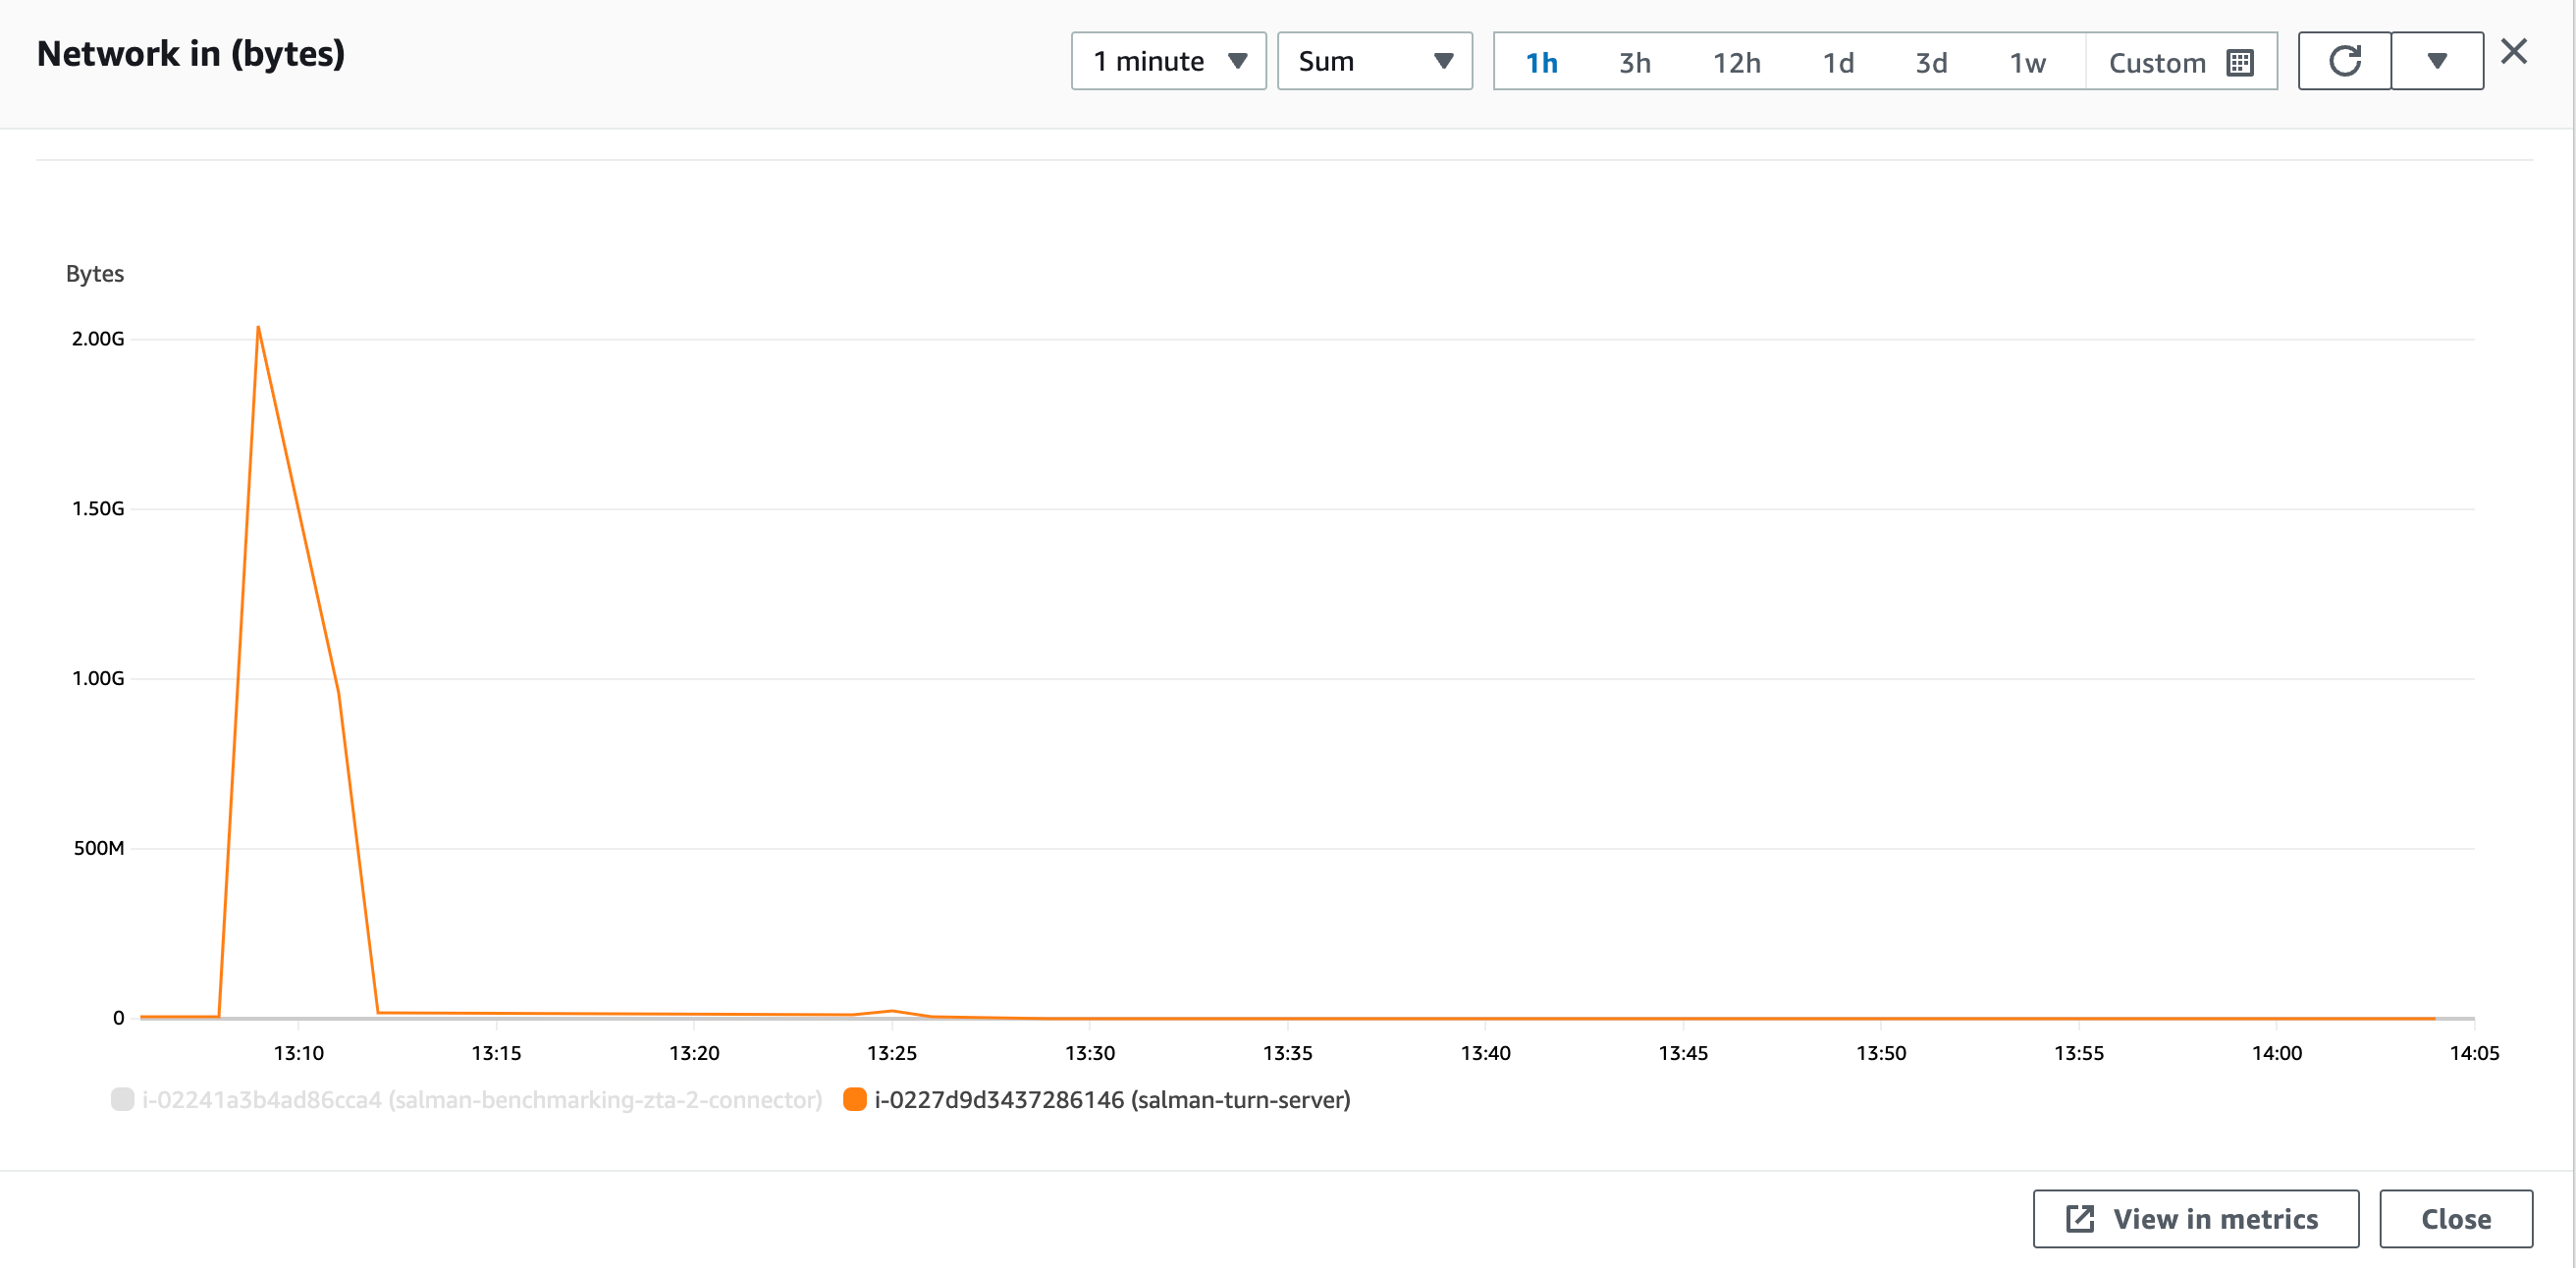 Network in (bytes)
1 minute
Sum
1h 3h 12h 1d 3d 1w Custom
Bytes
2.00G
1.50G
1.00G
500M
0
13:10 13:15 13:20 13:25 13:30 13:35 13:40 13:45 13:50 13:55 14:00 14:05
i-02241a3b4ad86cca4 (salman-benchmarking-zta-2-connector) i-0227d9d3437286146 (salman-turn-server)
View in metrics
Close